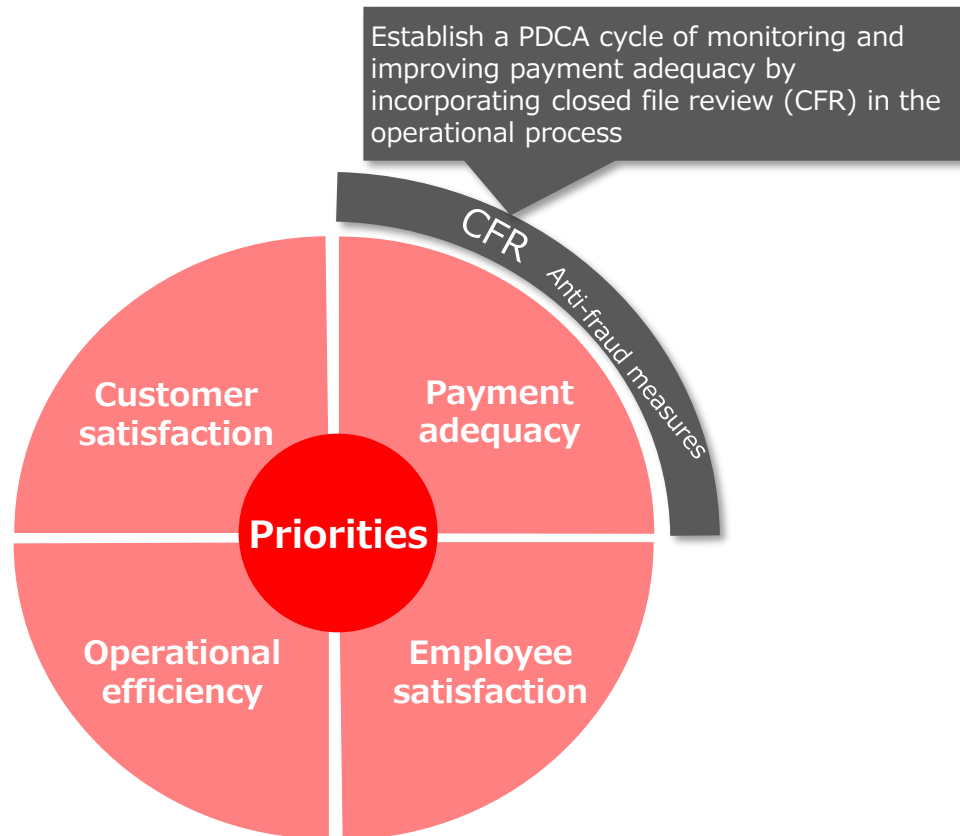 Establish a PDCA cycle of monitoring and
improving payment adequacy by
incorporating closed file review (CFR) in the
operational process
CFR
Anti-fraud measures
Customer
satisfaction
Payment
adequacy
Priorities
Operational
efficiency
Employee
satisfaction